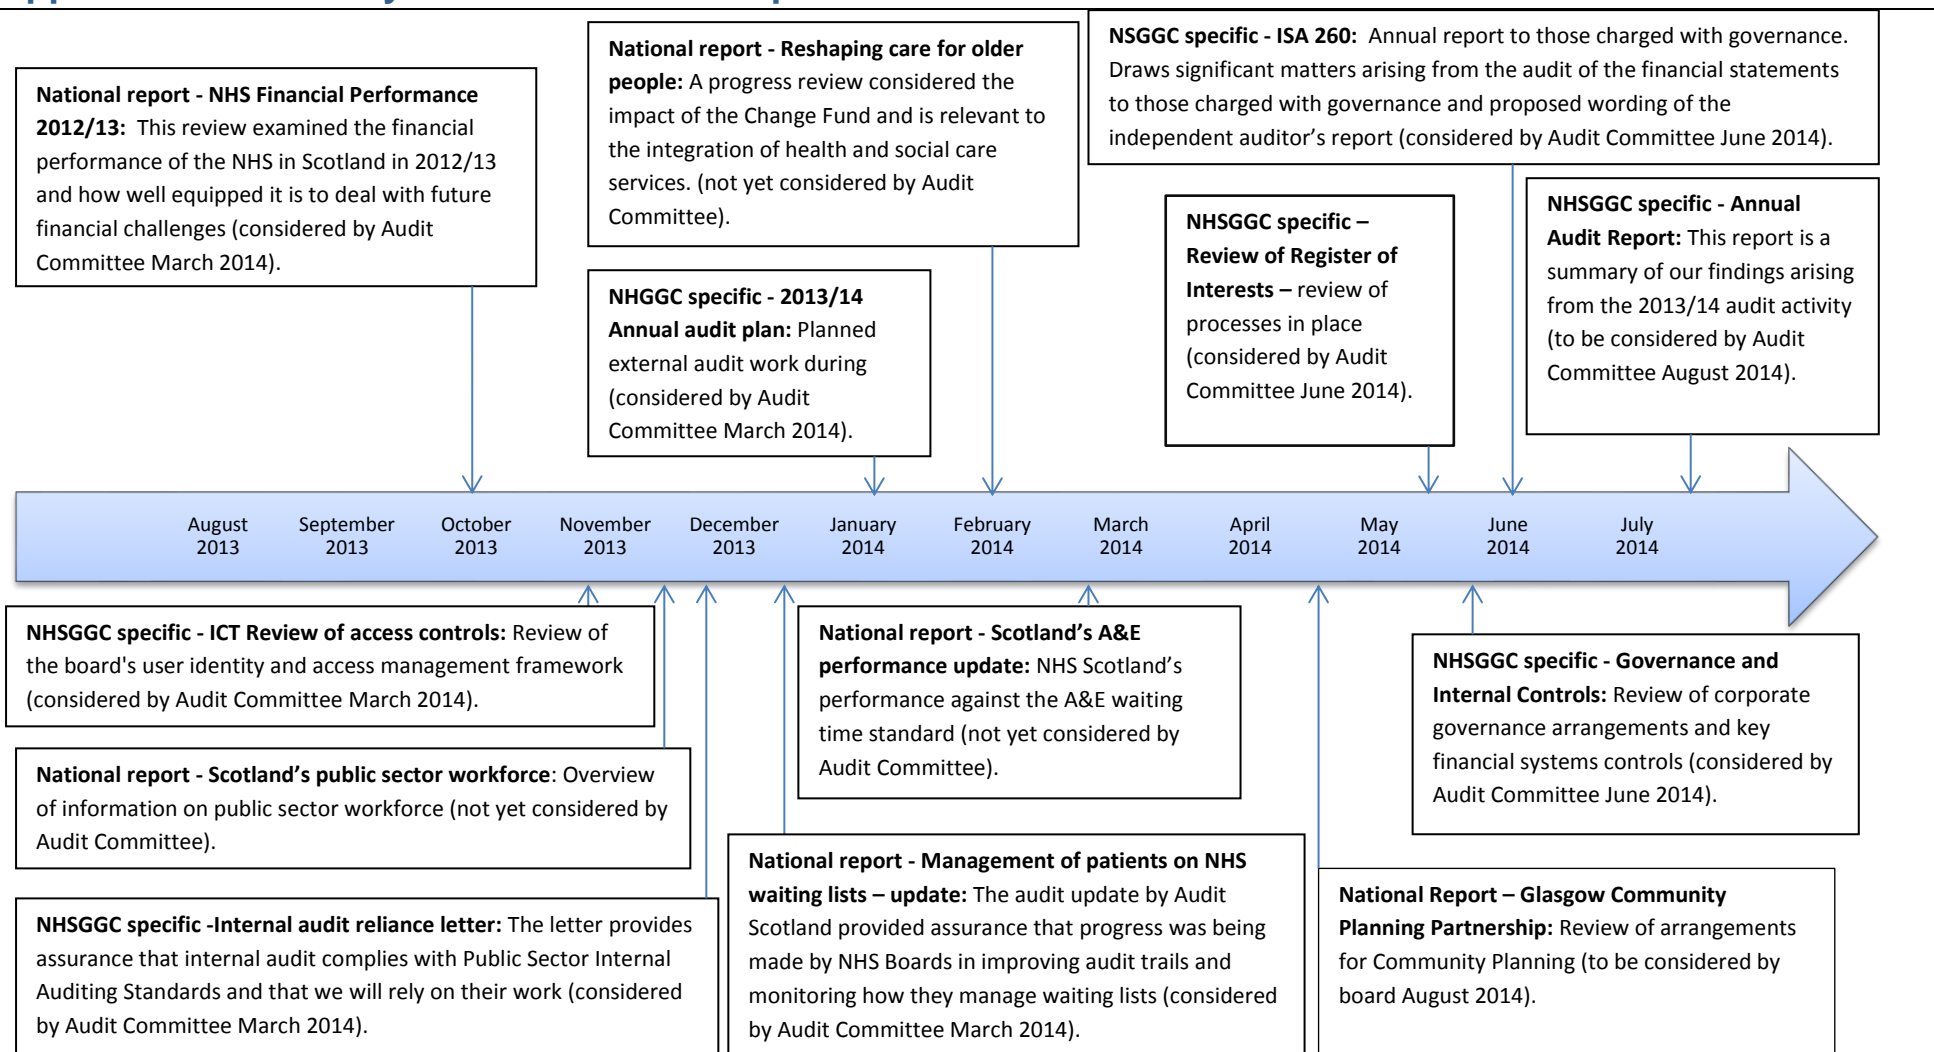 National report - NHS Financial Performance
2012/13: This review examined the financial
performance of the NHS in Scotland in 2012/13
and how well equipped it is to deal with future
financial challenges (considered by Audit
Committee March 2014).
National report - Reshaping care for older
people: A progress review considered the
impact of the Change Fund and is relevant to
the integration of health and social care
services. (not yet considered by Audit
Committee).
NHGGC specific - 2013/14
Annual audit plan: Planned
external audit work during
(considered by Audit
Committee March 2014).
NSGGC specific - ISA 260: Annual report to those charged with governance.
Draws significant matters arising from the audit of the financial statements
to those charged with governance and proposed wording of the
independent auditor's report (considered by Audit Committee June 2014).
NHSGGC specific –
Review of Register of
Interests – review of
processes in place
(considered by Audit
Committee June 2014).
NHSGGC specific - Annual
Audit Report: This report is a
summary of our findings arising
from the 2013/14 audit activity
(to be considered by Audit
Committee August 2014).
August
2013
September
2013
October
2013
November
2013
December
2013
January
2014
February
2014
March
2014
April
2014
May
2014
June
2014
July
2014
NHSGGC specific - ICT Review of access controls: Review of
the board's user identity and access management framework
(considered by Audit Committee March 2014).
National report - Scotland's public sector workforce: Overview
of information on public sector workforce (not yet considered by
Audit Committee).
NHSGGC specific -Internal audit reliance letter: The letter provides
assurance that internal audit complies with Public Sector Internal
Auditing Standards and that we will rely on their work (considered
by Audit Committee March 2014).
National report - Scotland's A&E
performance update: NHS Scotland's
performance against the A&E waiting
time standard (not yet considered by
Audit Committee).
National report - Management of patients on NHS
waiting lists – update: The audit update by Audit
Scotland provided assurance that progress was being
made by NHS Boards in improving audit trails and
monitoring how they manage waiting lists (considered
by Audit Committee March 2014).
NHSGGC specific - Governance and
Internal Controls: Review of corporate
governance arrangements and key
financial systems controls (considered by
Audit Committee June 2014).
National Report – Glasgow Community
Planning Partnership: Review of arrangements
for Community Planning (to be considered by
board August 2014).